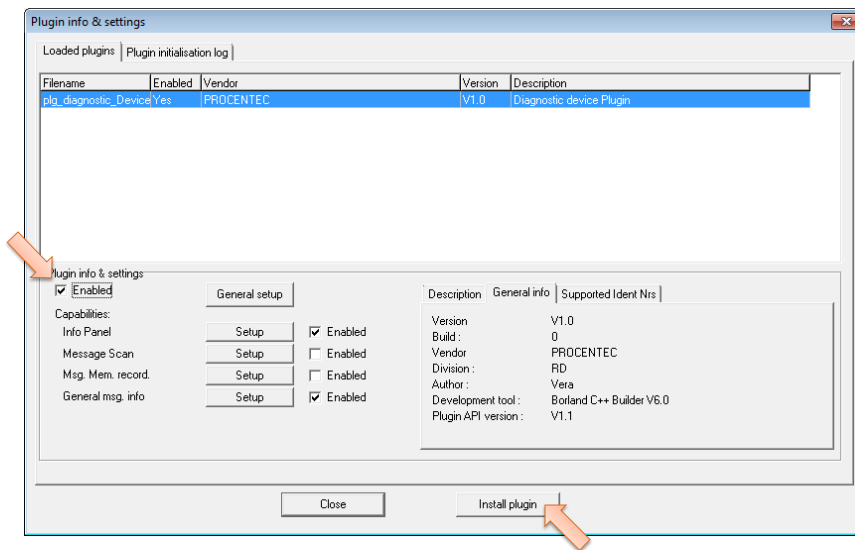 Plugin info & settings
Loaded plugins Plugin initialisation log
Filename Enabled Vendor Version Description
plg_diagnostic_Device Yes PROCENTEC V1.0 Diagnostic device Plugin
Plugin info & settings
Enabled General setup
Capabilities:
Info Panel Setup Enabled
Message Scan Setup Enabled
Msg. Mem. record. Setup Enabled
General msg. info Setup Enabled
Description General info Supported Ident Nrs
Version V1.0
Build : 0
Vendor PROCENTEC
Division : RD
Author : Vera
Development tool : Borland C++ Builder V6.0
Plugin API version : V1.1
Close Install plugin